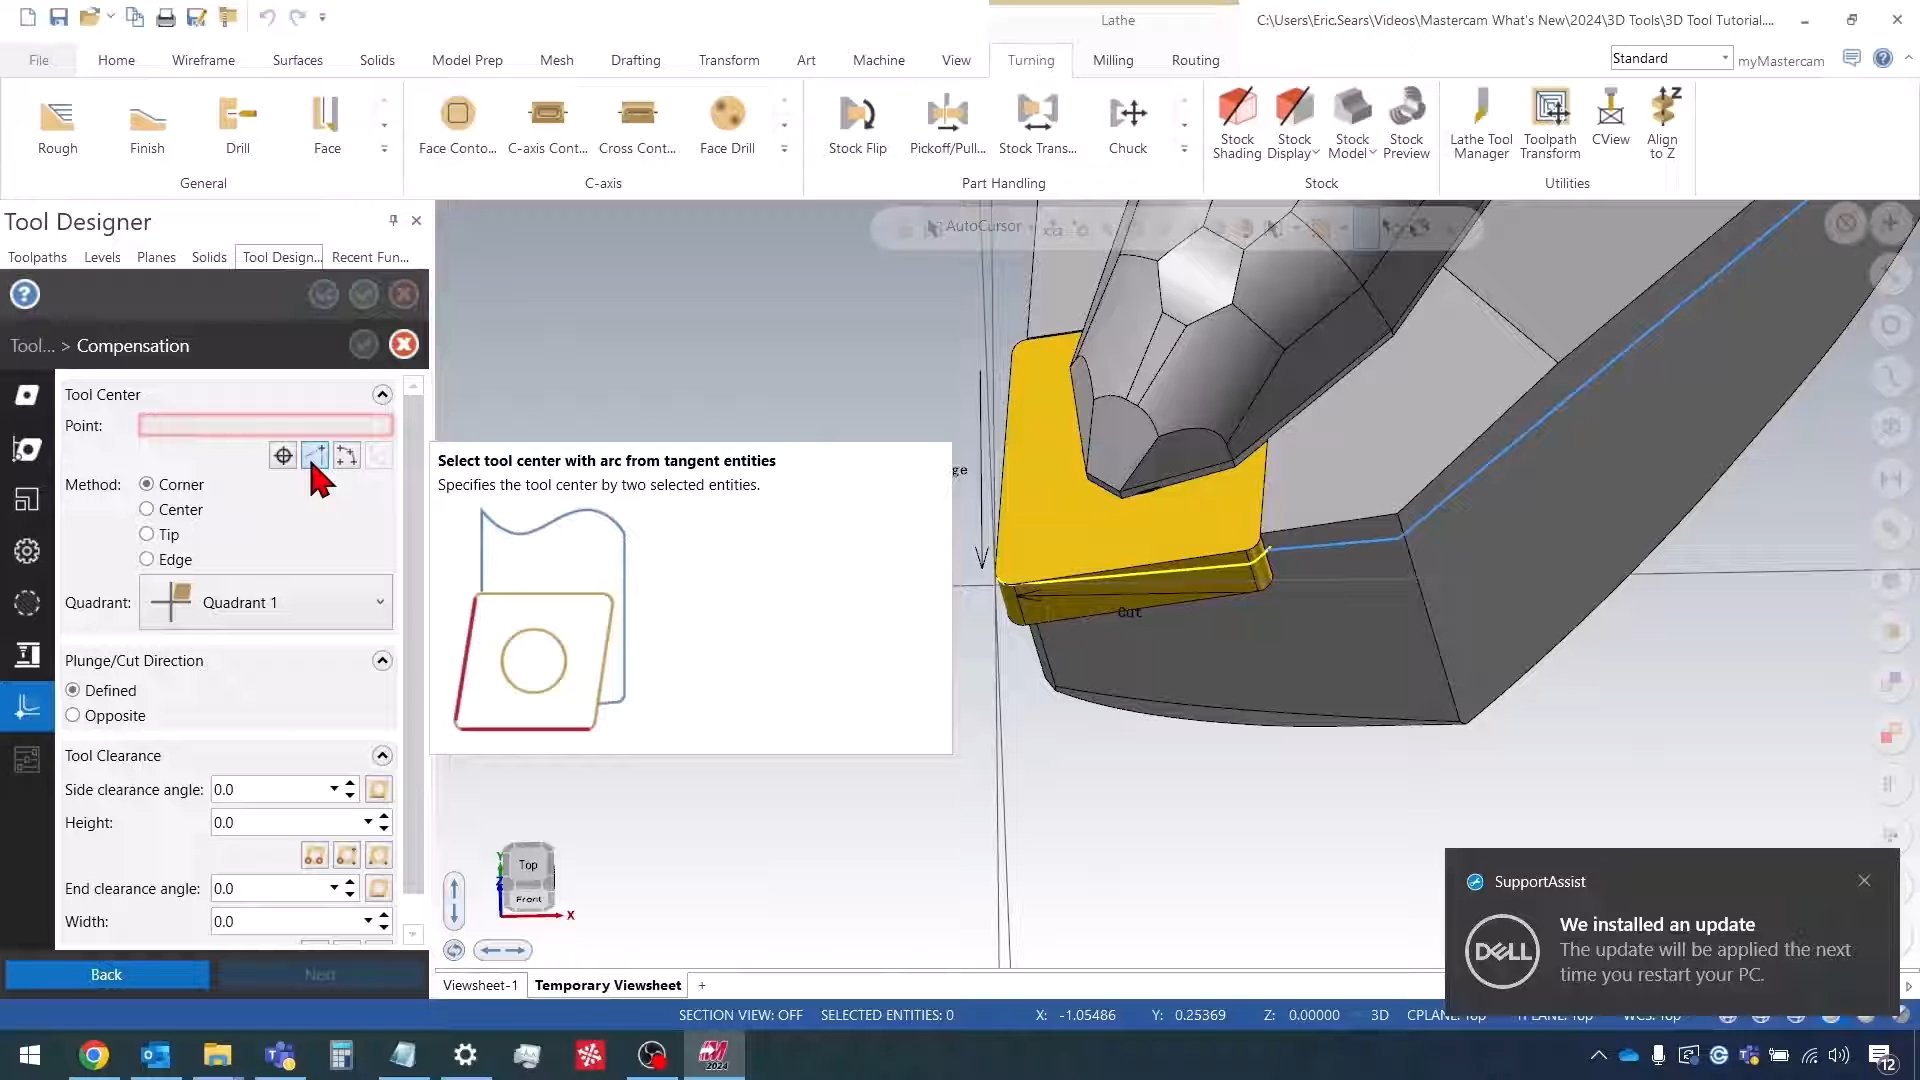 Lathe
C:\Users\Eric.Sears\Videos\Mastercam What's New\2024\3D Tools\3D Tool Tutorial....
File
Home
Wireframe
Surfaces
Solids
Model Prep
Mesh
Drafting
Transform
Art
Machine
View
Turning
Milling
Routing
Standard
myMastercam
Rough
Finish
Drill
Face
Face Conto...
C-axis Cont...
Cross Cont...
Face Drill
Stock Flip
Pickoff/Pull...
Stock Trans...
Chuck
Stock Shading
Stock Display
Stock Model
Stock Preview
Lathe Tool Manager
Toolpath Transform
CView
Align to Z
General
C-axis
Part Handling
Stock
Utilities
Tool Designer
Toolpaths
Levels
Planes
Solids
Tool Design...
Recent Fun...
AutoCursor
Tool... > Compensation
Tool Center
Point:
Method:
Corner
Center
Tip
Edge
Quadrant:
Quadrant 1
Plunge/Cut Direction
Defined
Opposite
Tool Clearance
Side clearance angle:
0.0
Height:
0.0
End clearance angle:
0.0
Width:
0.0
Back
Next
Select tool center with arc from tangent entities
Specifies the tool center by two selected entities.
ge
Cut
Top
Front
X
Viewsheet-1
Temporary Viewsheet
+
SupportAssist
DELL
We installed an update
The update will be applied the next
time you restart your PC.
SECTION VIEW: OFF
SELECTED ENTITIES: 0
X: -1.05486
Y: 0.25369
Z: 0.00000
3D
2024
12